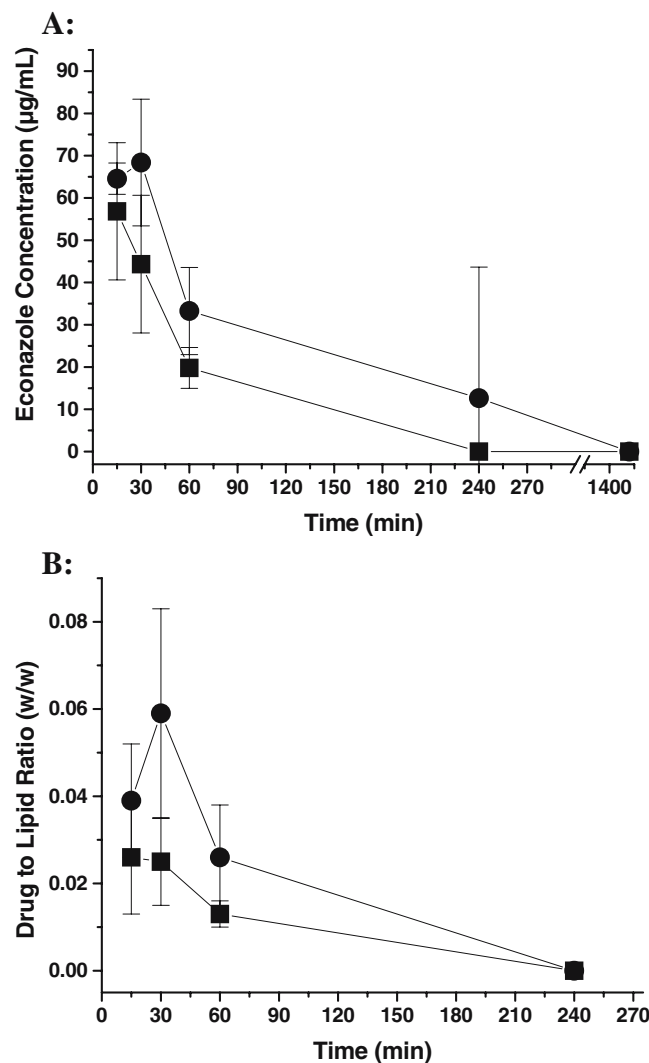 A:
Econazole Concentration (µg/mL)
90
80
70
60
50
40
30
20
10
0
0 30 60 90 120 150 180 210 240 270 1400
Time (min)
B:
Drug to Lipid Ratio (w/w)
0.08
0.06
0.04
0.02
0.00
0 30 60 90 120 150 180 210 240 270
Time (min)